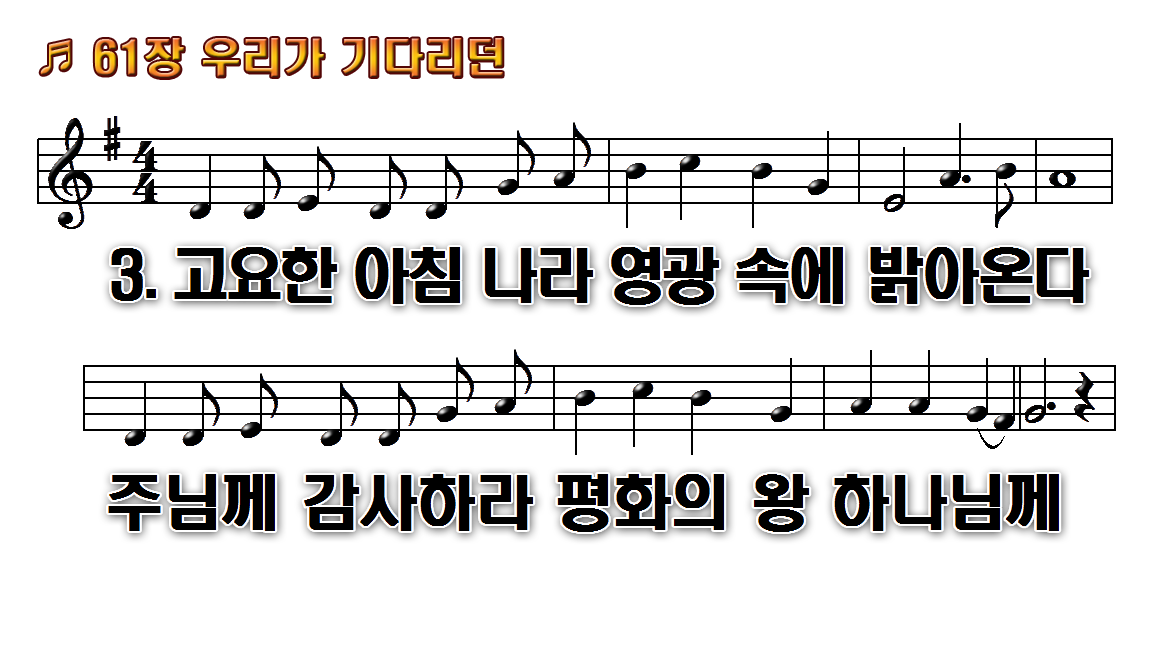 ♬ 61장 우리가 기다리던
3. 고요한 아침 나라 영광 속에 밝아온다
주님께 감사하라 평화의 왕 하나님께